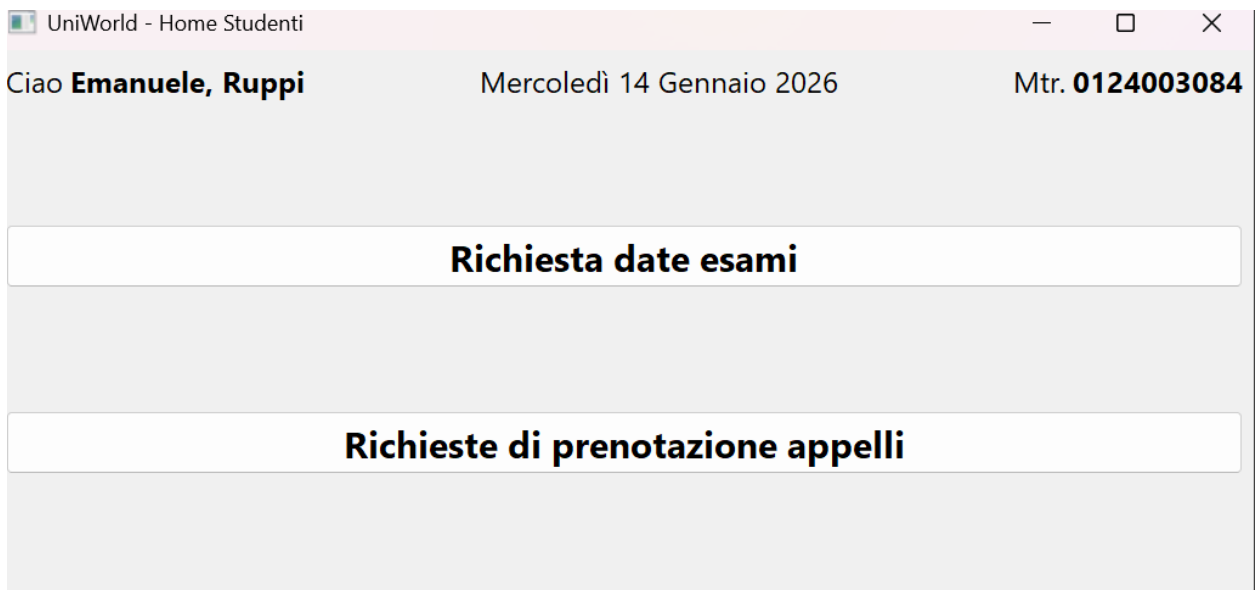 UniWorld - Home Studenti
Ciao Emanuele, Ruppi Mercoledì 14 Gennaio 2026 Mtr. 0124003084
Richiesta date esami
Richieste di prenotazione appelli